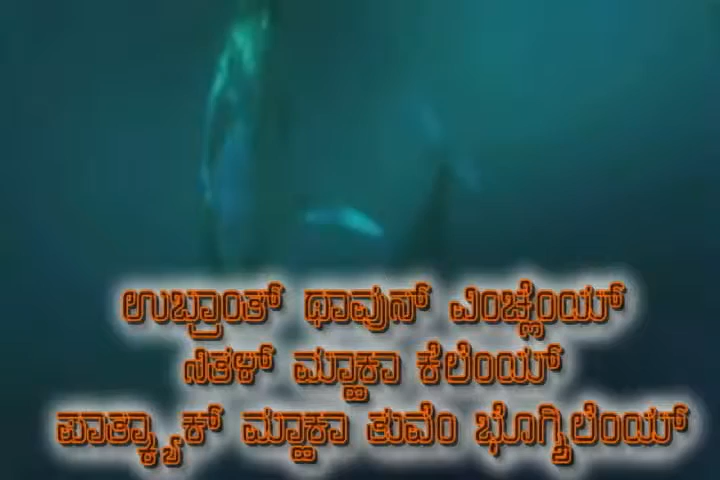 ಉಬ್ರಾಂತ್ ಥಾವುನ್ ವಿಂಚ್ಲೆಂಯ್
ನಿತಳ್ ಮ್ಹಾಕಾ ಕೆಲೆಂಯ್
ಪಾತ್ಕ್ಯಾಕ್ ಮ್ಹಾಕಾ ತುವೆಂ ಭೊಗ್ಶಿಲೆಂಯ್